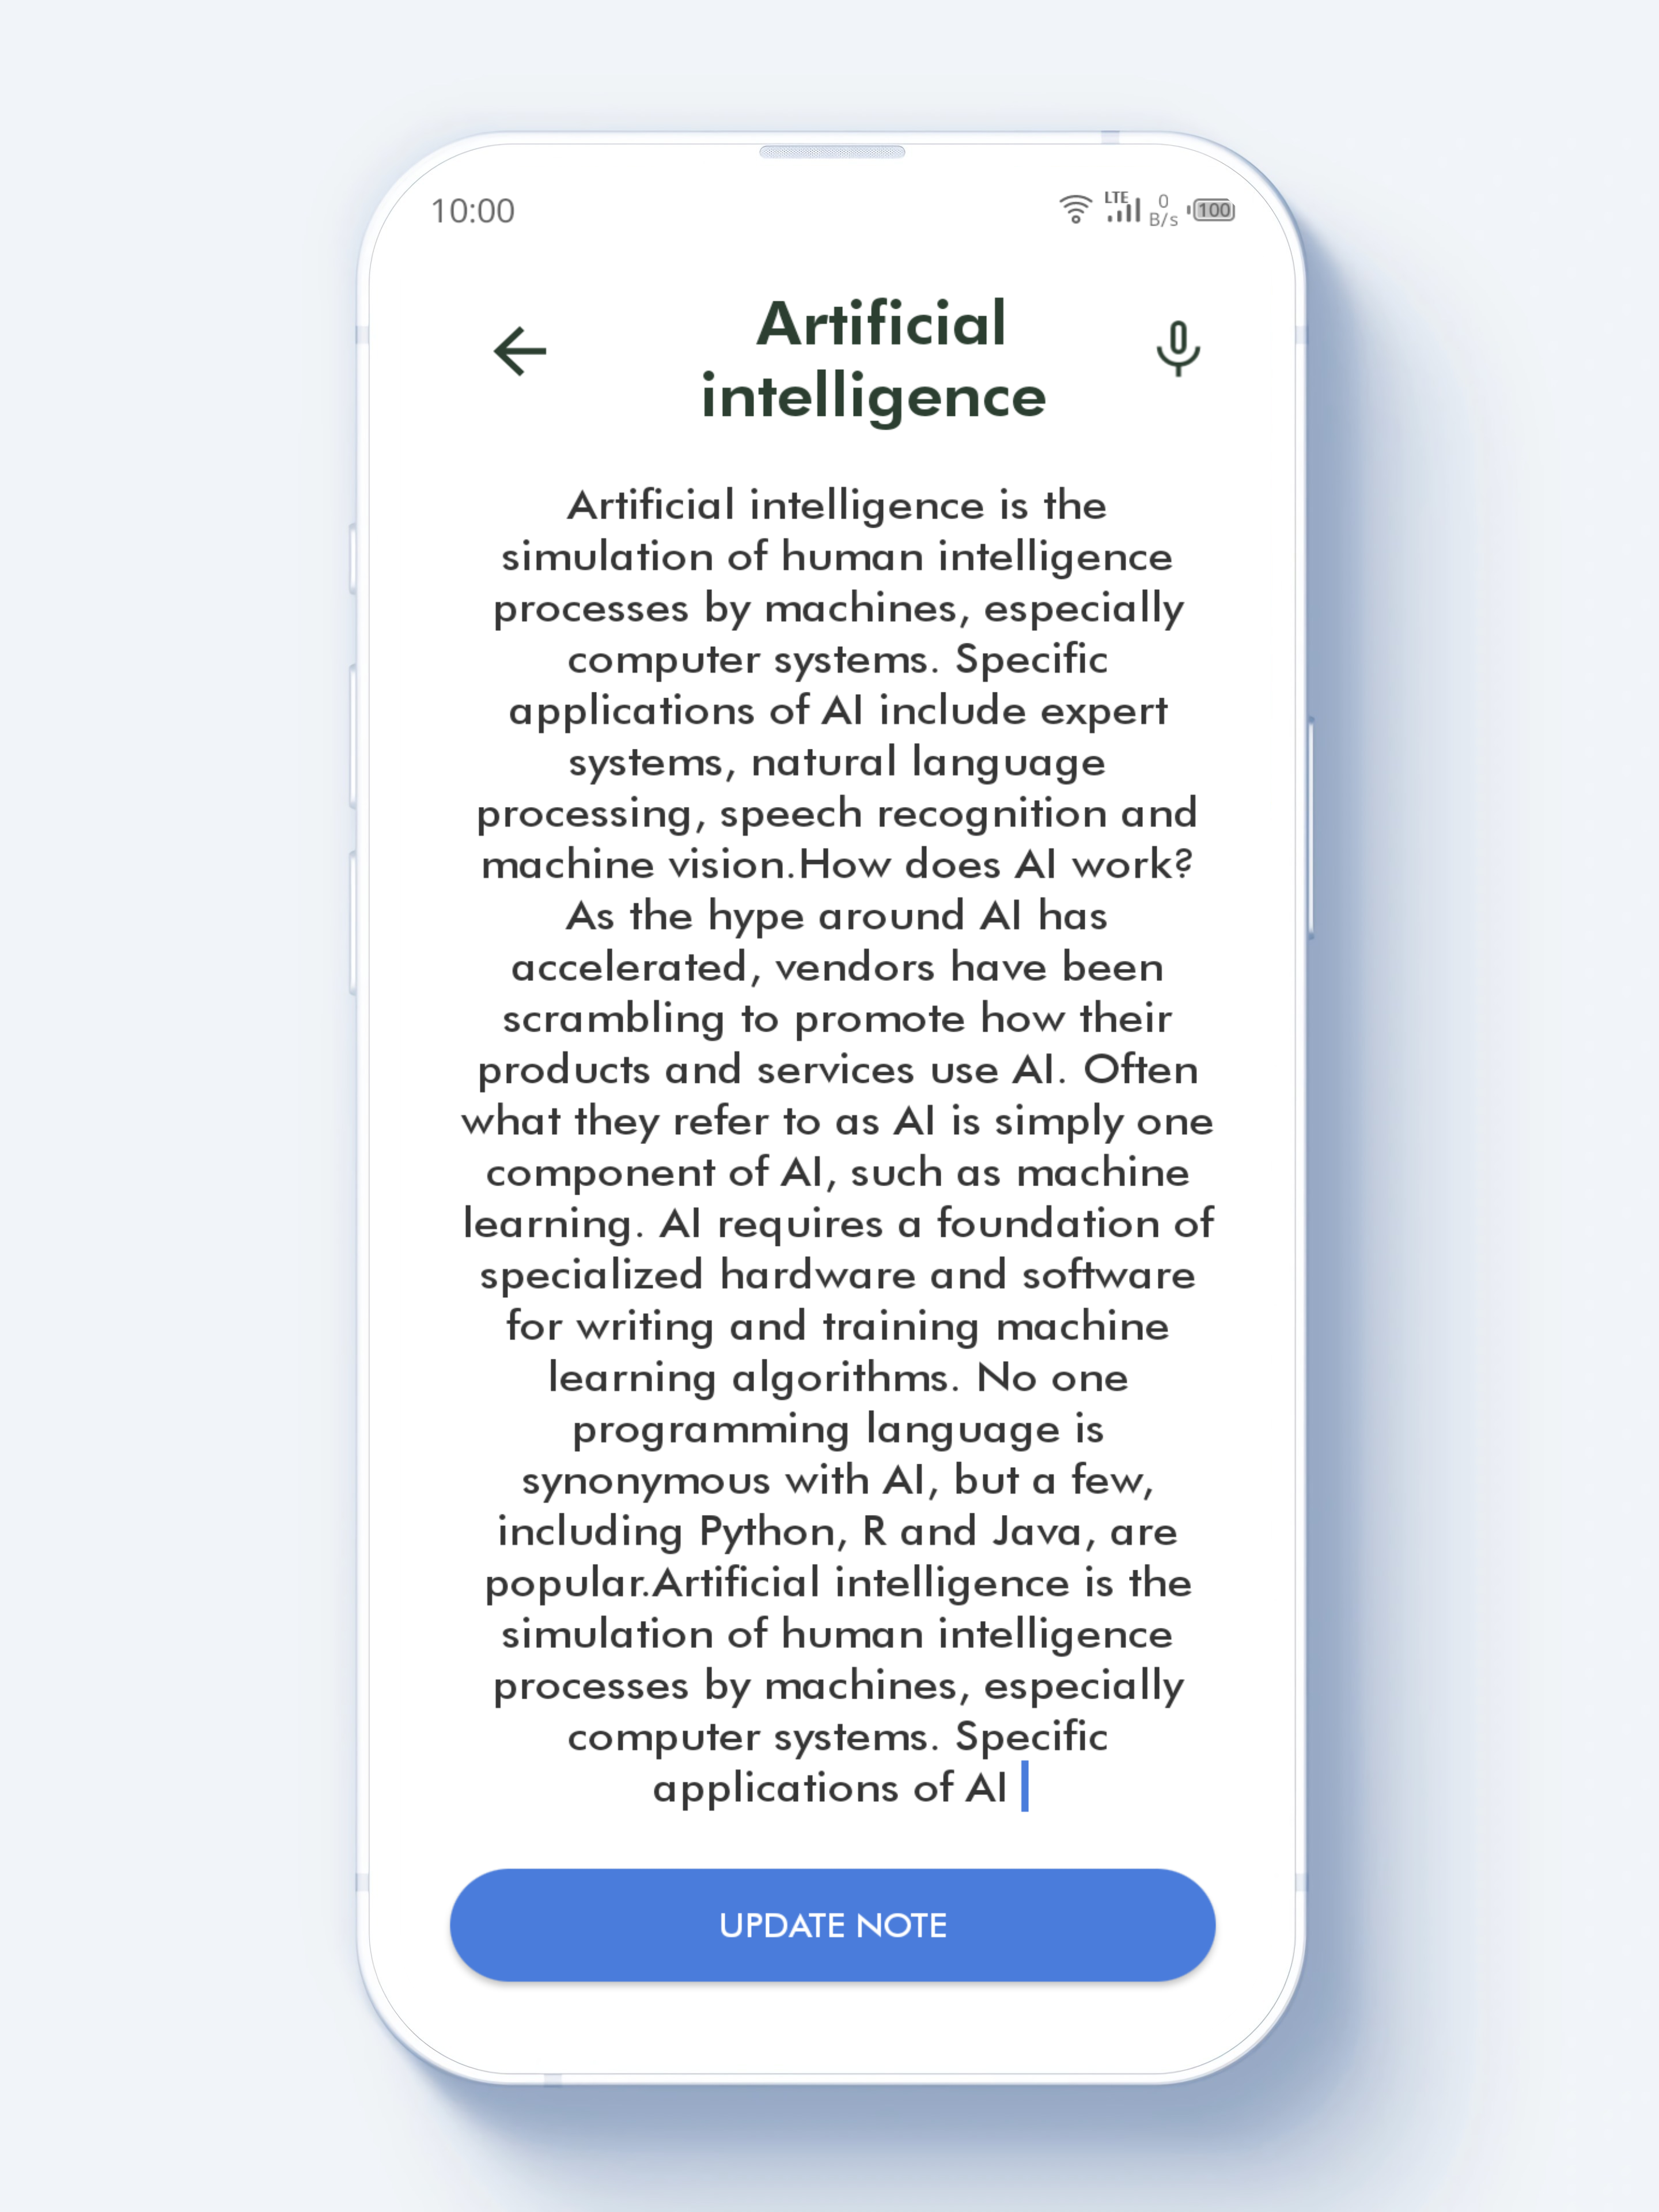 10:00
LTE
0
B/s
100
Artificial
intelligence
Artificial intelligence is the
simulation of human intelligence
processes by machines, especially
computer systems. Specific
applications of AI include expert
systems, natural language
processing, speech recognition and
machine vision.How does AI work?
As the hype around AI has
accelerated, vendors have been
scrambling to promote how their
products and services use AI. Often
what they refer to as AI is simply one
component of AI, such as machine
learning. AI requires a foundation of
specialized hardware and software
for writing and training machine
learning algorithms. No one
programming language is
synonymous with AI, but a few,
including Python, R and Java, are
popular.Artificial intelligence is the
simulation of human intelligence
processes by machines, especially
computer systems. Specific
applications of AI
UPDATE NOTE